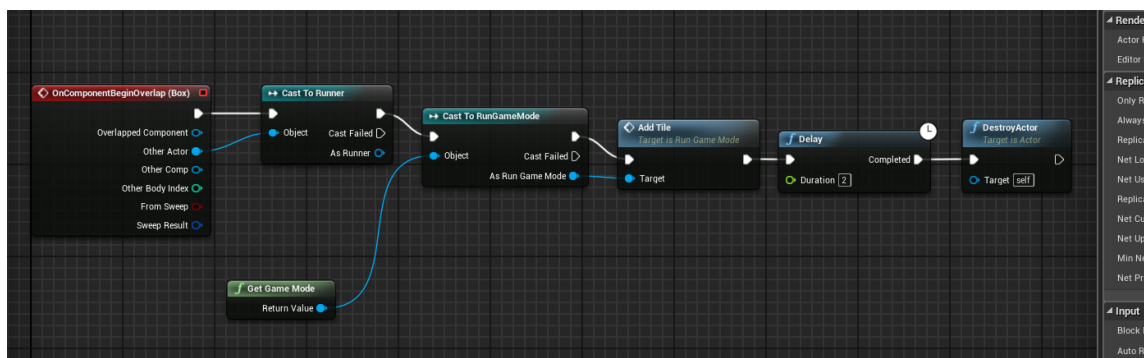 OnComponentBeginOverlap (Box)
Overlapped Component
Other Actor
Other Comp
Other Body Index
From Sweep
Sweep Result
Cast To Runner
Object
Cast Failed
As Runner
Get Game Mode
Return Value
Cast To RunGameMode
Object
Cast Failed
As Run Game Mode
Add Tile
Target is Run Game Mode
Target
Delay
Completed
Duration 2
DestroyActor
Target is Actor
Target self
Actor
Editor
Only R
Always
Replica
Net Lo
Net Us
Replica
Net Cu
Net Up
Min Ne
Net Pr
Input
Block
Auto R